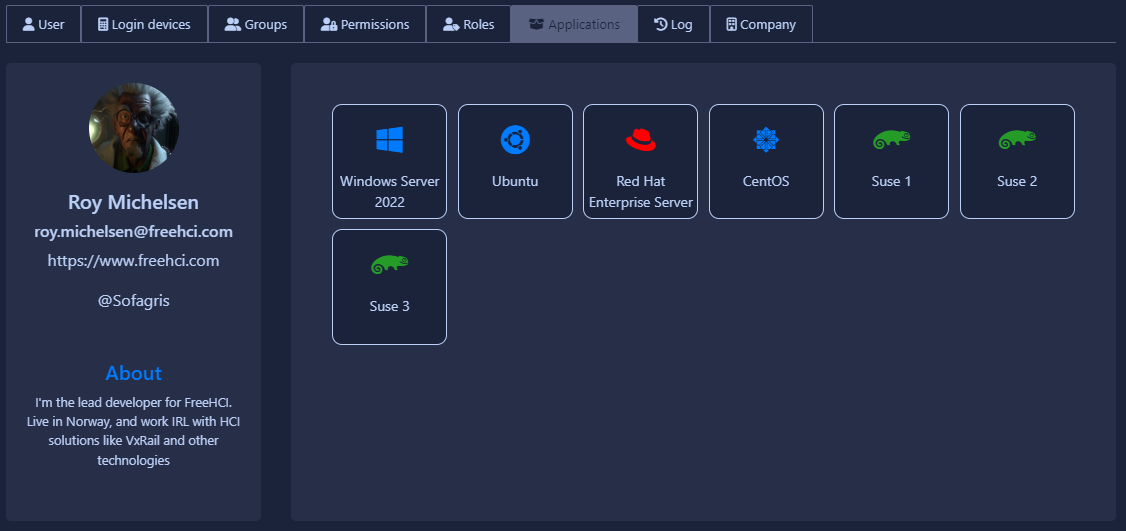 User
Login devices
Groups
Permissions
Roles
Applications
Log
Company
Roy Michelsen
roy.michelsen@freehci.com
https://www.freehci.com
@Sofagris
About
I'm the lead developer for FreeHCI.
Live in Norway, and work IRL with HCI
solutions like VxRail and other
technologies
Windows Server
2022
Ubuntu
Red Hat
Enterprise Server
CentOS
Suse 1
Suse 2
Suse 3